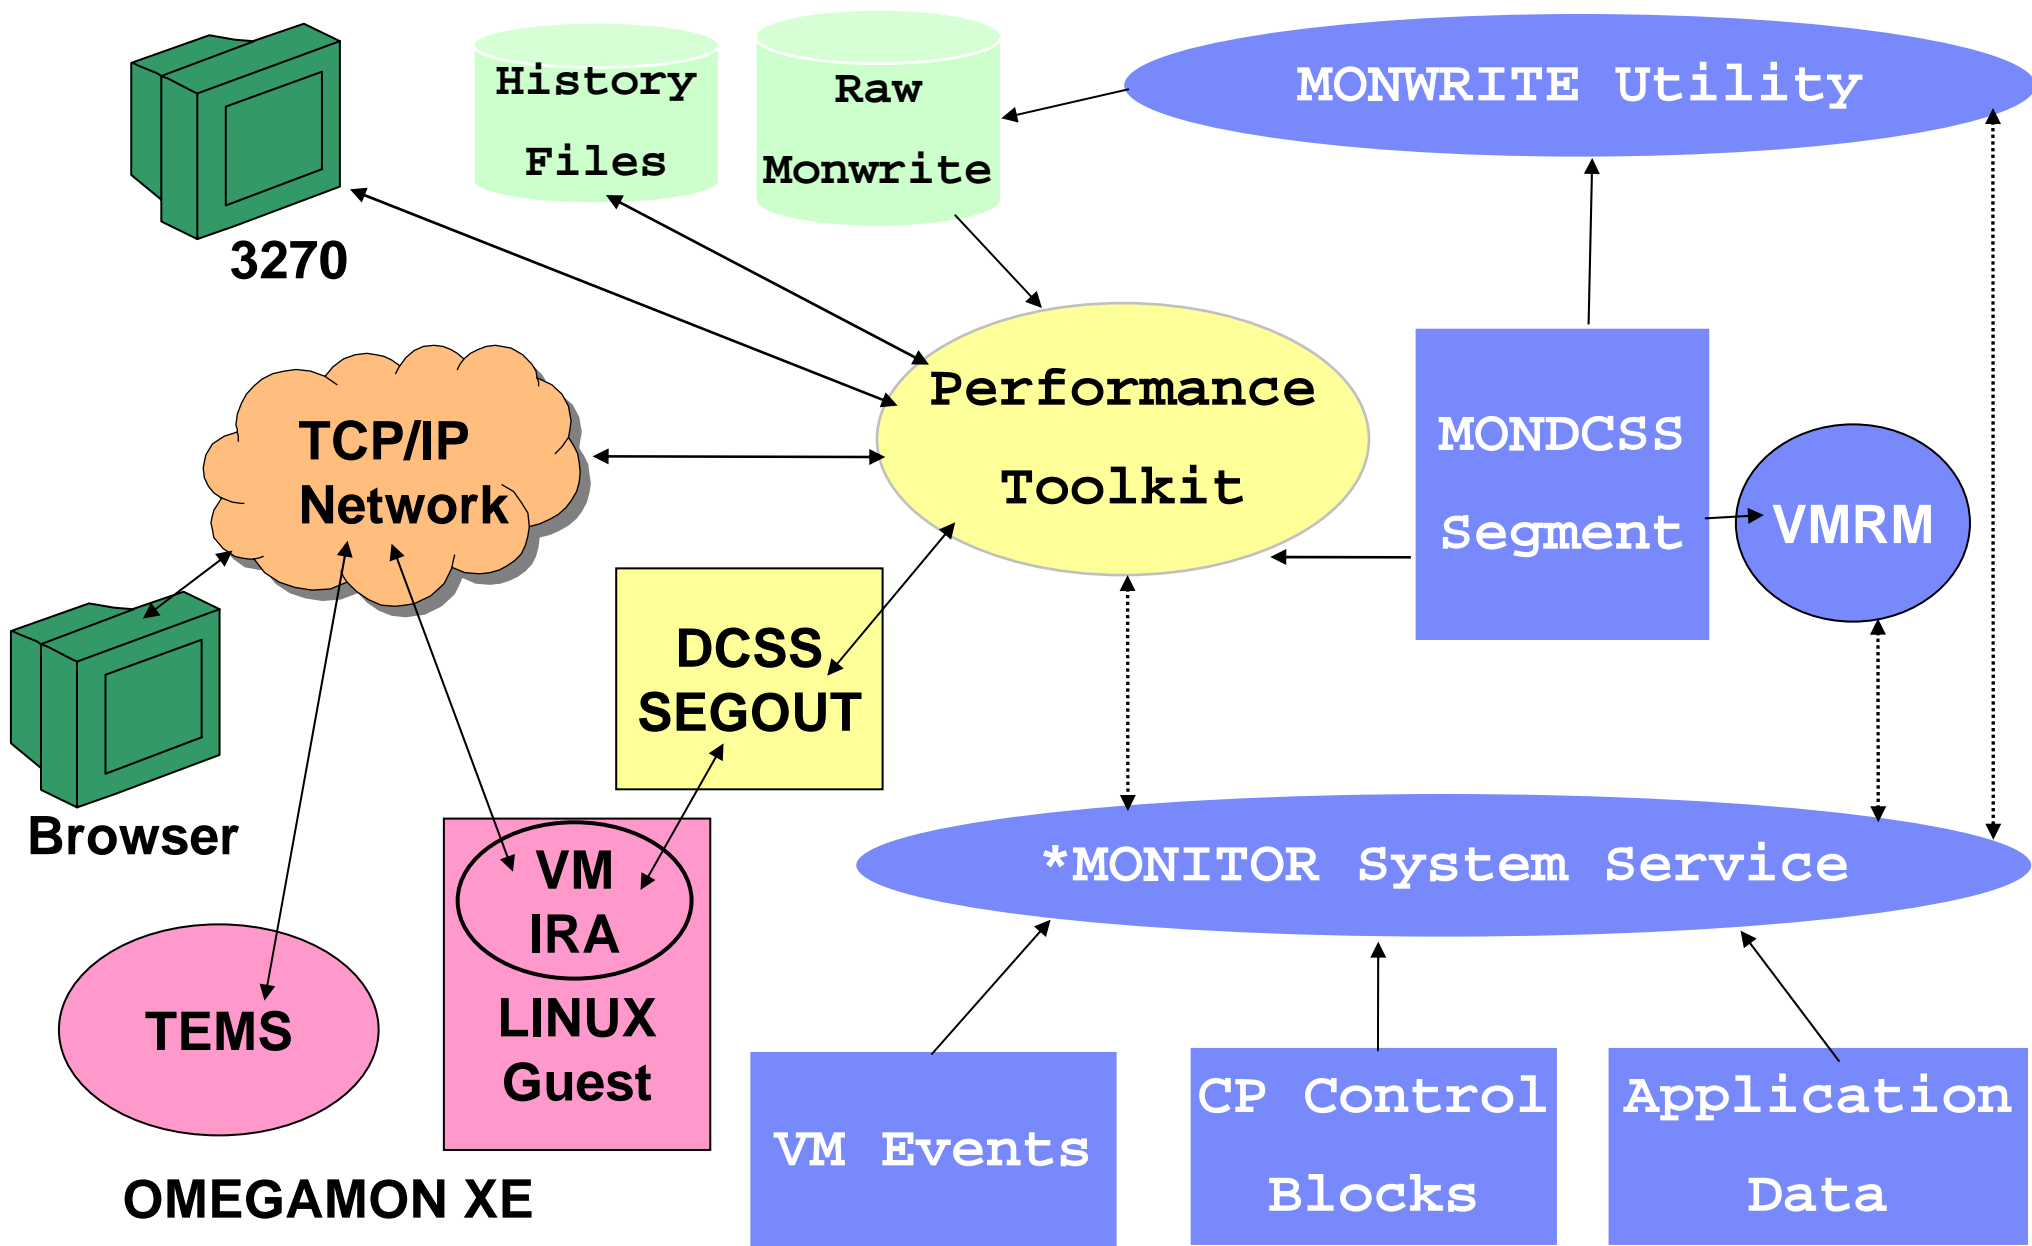 History
Files
Raw
Monwrite
MONWRITE Utility
3270
TCP/IP
Network
Performance
Toolkit
MONDCSS
Segment
VMRM
DCSS
SEGOUT
Browser
VM
IRA
LINUX
Guest
*MONITOR System Service
TEMS
VM Events
CP Control
Blocks
Application
Data
OMEGAMON XE